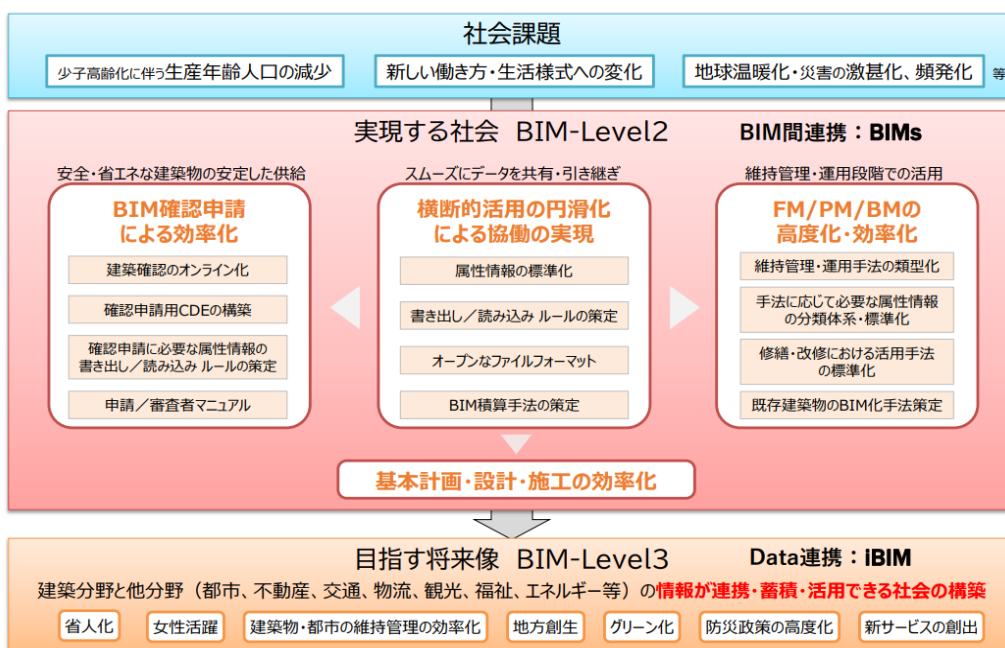 社会課題
少子高齢化に伴う生産年齢人口の減少
新しい働き方・生活様式への変化
地球温暖化・災害の激甚化、頻発化 等
実現する社会 BIM-Level2
BIM間連携：BIMs
安全・省エネな建築物の安定した供給
BIM確認申請
による効率化
建築確認のオンライン化
確認申請用CDEの構築
確認申請に必要な属性情報の
書き出し／読み込み ルールの策定
申請／審査者マニュアル
スムーズにデータを共有・引き継ぎ
横断的活用の円滑化
による協働の実現
属性情報の標準化
書き出し／読み込み ルールの策定
オープンなファイルフォーマット
BIM積算手法の策定
維持管理・運用段階での活用
FM/PM/BMの
高度化・効率化
維持管理・運用手法の類型化
手法に応じて必要な属性情報
の分類体系・標準化
修繕・改修における活用手法
の標準化
既存建築物のBIM化手法策定
基本計画・設計・施工の効率化
目指す将来像 BIM-Level3
Data連携：iBIM
建築分野と他分野（都市、不動産、交通、物流、観光、福祉、エネルギー等）の情報が連携・蓄積・活用できる社会の構築
省人化
女性活躍
建築物・都市の維持管理の効率化
地方創生
グリーン化
防災政策の高度化
新サービスの創出